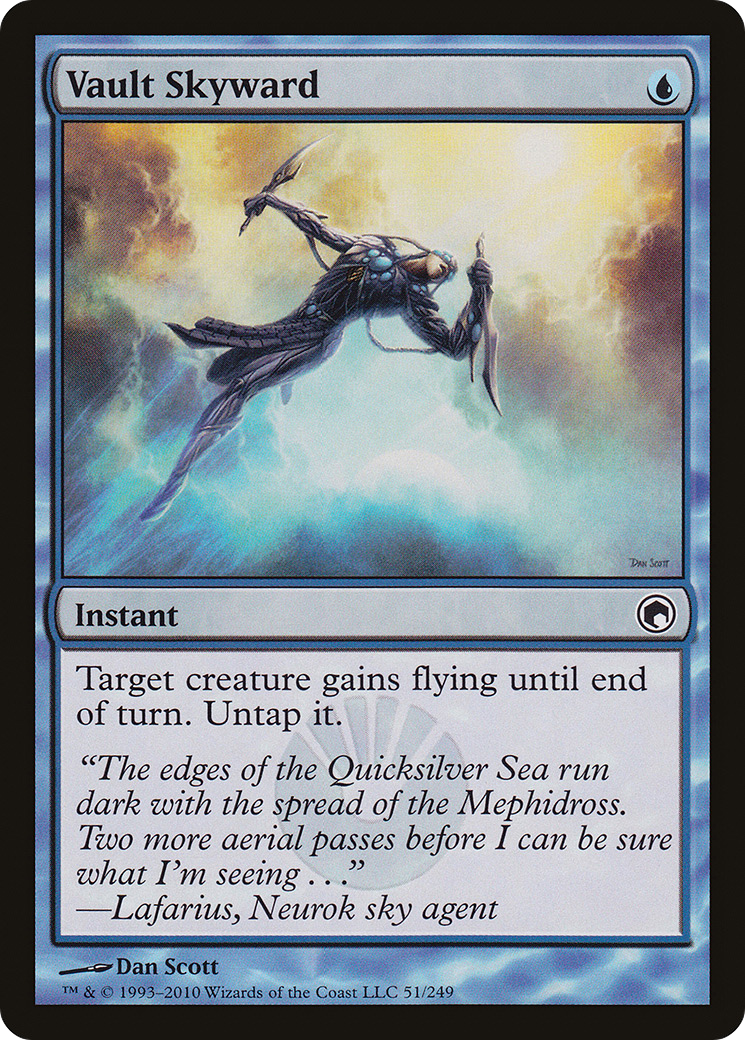 Vault Skyward
DAN SCOTT
Instant
Target creature gains flying until end
of turn. Untap it.
“The edges of the Quicksilver Sea run
dark with the spread of the Mephidross.
Two more aerial passes before I can be sure
what I’m seeing . . .”
—Lafarius, Neurok sky agent
Dan Scott
™ & © 1993–2010 Wizards of the Coast LLC 51/249